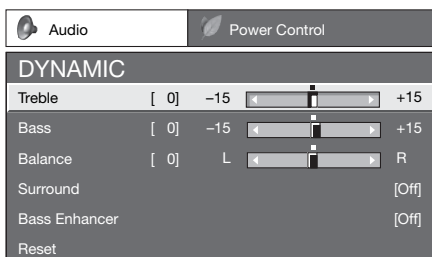 Audio Power Control
DYNAMIC
Treble [ 0] –15 +15
Bass [ 0] –15 +15
Balance [ 0] L R
Surround [Off]
Bass Enhancer [Off]
Reset